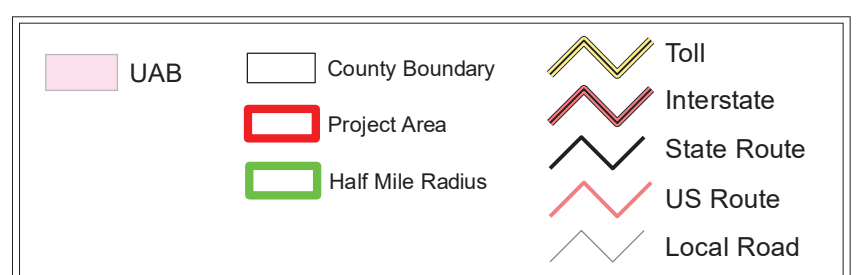 UAB
County Boundary
Project Area
Half Mile Radius
Toll
Interstate
State Route
US Route
Local Road